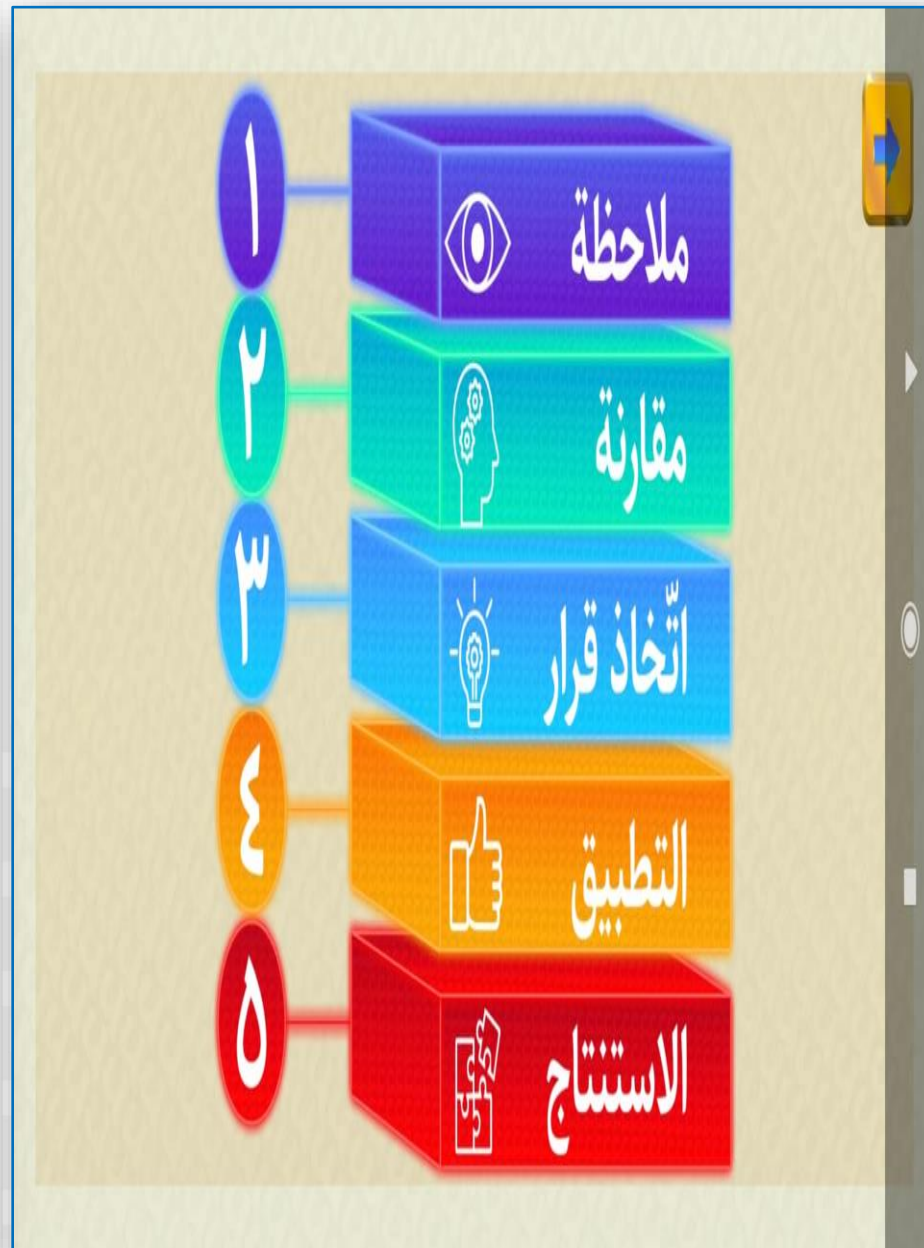 ١ ملاحظة
٢ مقارنة
٣ اتّخاذ قرار
٤ التطبيق
٥ الاستنتاج